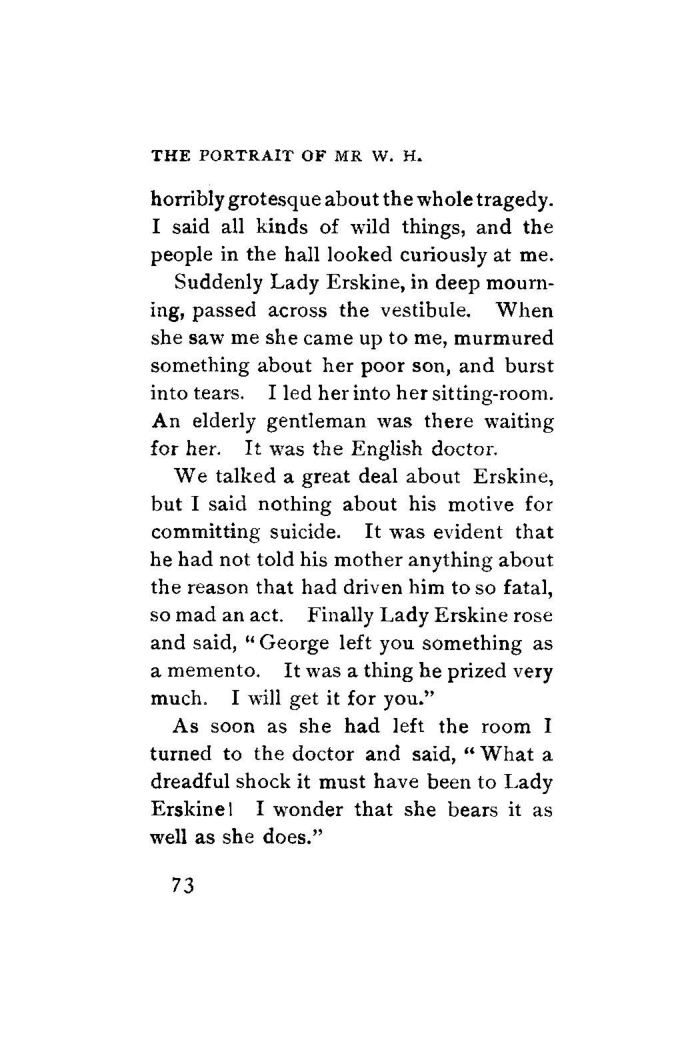 THE PORTRAIT OF MR W. H.
horribly grotesque about the whole tragedy.
I said all kinds of wild things, and the
people in the hall looked curiously at me.
Suddenly Lady Erskine, in deep mourn-
ing, passed across the vestibule. When
she saw me she came up to me, murmured
something about her poor son, and burst
into tears. I led her into her sitting-room.
An elderly gentleman was there waiting
for her. It was the English doctor.
We talked a great deal about Erskine,
but I said nothing about his motive for
committing suicide. It was evident that
he had not told his mother anything about
the reason that had driven him to so fatal,
so mad an act. Finally Lady Erskine rose
and said, “George left you something as
a memento. It was a thing he prized very
much. I will get it for you.”
As soon as she had left the room I
turned to the doctor and said, “What a
dreadful shock it must have been to Lady
Erskine! I wonder that she bears it as
well as she does.”
73